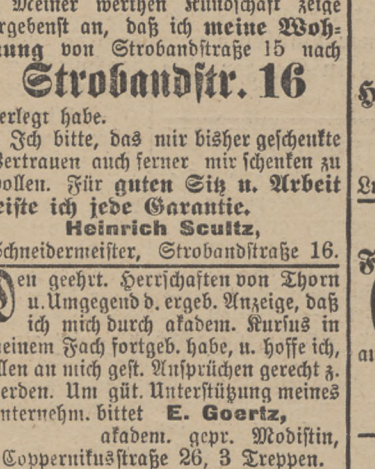 Meiner werthen Kundschaft zeige
ergebenst an, daß ich meine Woh-
nung von Strobandstraße 15 nach
Strobandstr. 16
verlegt habe.
Ich bitte, das mir bisher geschenkte
Vertrauen auch ferner mir schenken zu
wollen. Für guten Sitz u. Arbeit
leiste ich jede Garantie.
Heinrich Scultz,
Schneidermeister, Strobandstraße 16.
Den geehrt. Herrschaften von Thorn
u. Umgegend d. ergeb. Anzeige, daß
ich mich durch akadem. Kursus in
meinem Fach fortgeb. habe, u. hoffe ich,
allen an mich gest. Ansprüchen gerecht z.
werden. Um güt. Unterstützung meines
Unternehm. bittet E. Goertz,
akadem. gepr. Modistin,
Coppernikusstraße 26, 3 Treppen.